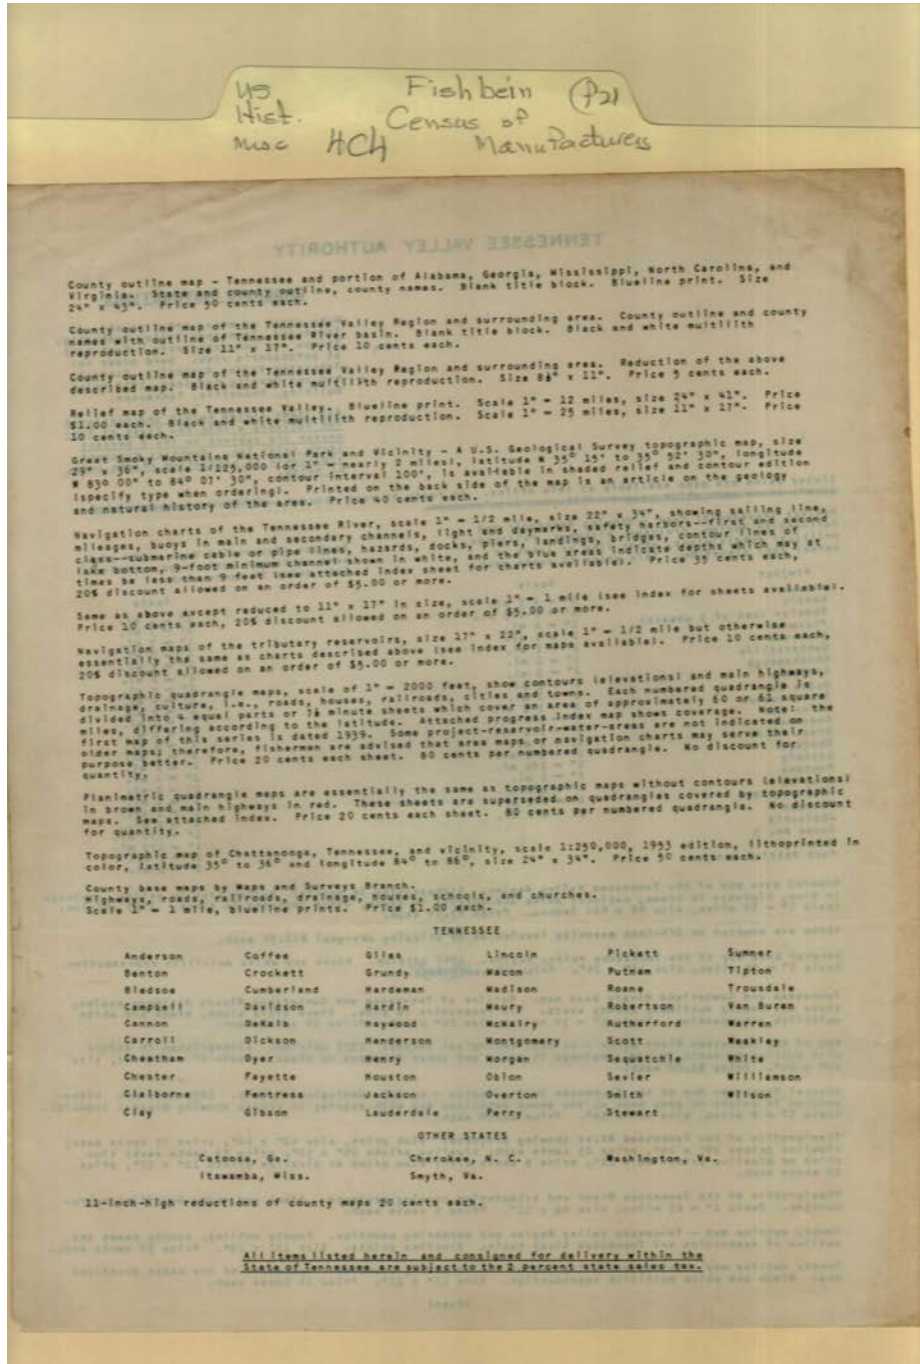 US Fishbein (P21
Hist. Census of
Misc HCH Manufacturers
TENNESSEE VALLEY AUTHORITY
County outline map - Tennessee and portion of Alabama, Georgia, Mississippi, North Carolina, and
Virginia. State and county outline, county names. Blank title block. Blueline print. Size
24" x 43". Price 50 cents each.
County outline map of the Tennessee Valley Region and surrounding area. County outline and county
names with outline of Tennessee River basin. Blank title block. Black and white multilith
reproduction. Size 11" x 17". Price 10 cents each.
County outline map of the Tennessee Valley Region and surrounding area. Reduction of the above
described map. Black and white multilith reproduction. Size 8½" x 11". Price 5 cents each.
Relief map of the Tennessee Valley. Blueline print. Scale 1" = 12 miles, size 24" x 41". Price
$1.00 each. Black and white multilith reproduction. Scale 1" = 25 miles, size 11" x 17". Price
10 cents each.
Great Smoky Mountains National Park and Vicinity - A U.S. Geological Survey topographic map, size
29" x 36", scale 1/125,000 (or 1" = nearly 2 miles), latitude N 35° 15' to 35° 52' 30", longitude
W 83° 00' to 84° 07' 30", contour interval 100', is available in shaded relief and contour edition
(specify type when ordering). Printed on the back side of the map is an article on the geology
and natural history of the area. Price 40 cents each.
Navigation charts of the Tennessee River, scale 1" = 1/2 mile, size 22" x 34", showing sailing line,
mileages, buoys in main and secondary channels, light and daymarks, safety harbors--first and second
class--submarine cable or pipe lines, hazards, docks, piers, landings, bridges, contour lines of
lake bottom, 9-foot minimum channel shown in white, and the blue areas indicate depths which may at
times be less than 9 feet (see attached index sheet for charts available). Price 35 cents each,
20% discount allowed on an order of $5.00 or more.
Same as above except reduced to 11" x 17" in size, scale 1" = 1 mile (see index for sheets available).
Price 10 cents each, 20% discount allowed on an order of $5.00 or more.
Navigation maps of the tributary reservoirs, size 17" x 22", scale 1" = 1/2 mile but otherwise
essentially the same as charts described above (see index for maps available). Price 10 cents each,
20% discount allowed on an order of $5.00 or more.
Topographic quadrangle maps, scale of 1" = 2000 feet, show contours (elevations) and main highways,
drainage, culture, i.e., roads, houses, railroads, cities and towns. Each numbered quadrangle is
divided into 4 equal parts or 7½ minute sheets which cover an area of approximately 60 or 61 square
miles, differing according to the latitude. Attached progress index map shows coverage. Note: the
first map of this series is dated 1939. Some project-reservoir-water-areas are not indicated on
older maps; therefore, fishermen are advised that area maps or navigation charts may serve their
purpose better. Price 20 cents each sheet. 80 cents per numbered quadrangle. No discount for
quantity.
Planimetric quadrangle maps are essentially the same as topographic maps without contours (elevations)
in brown and main highways in red. These sheets are superseded on quadrangles covered by topographic
maps. See attached index. Price 20 cents each sheet. 80 cents per numbered quadrangle. No discount
for quantity.
Topographic map of Chattanooga, Tennessee, and vicinity, scale 1:250,000, 1953 edition, lithoprinted in
color, latitude 35° to 36° and longitude 84° to 86°, size 24" x 34". Price 50 cents each.
County base maps by Maps and Surveys Branch.
Highways, roads, railroads, drainage, houses, schools, and churches.
Scale 1" = 1 mile, blueline prints. Price $1.00 each.
TENNESSEE
Anderson Coffee Giles Lincoln Pickett Sumner
Benton Crockett Grundy Macon Putnam Tipton
Bledsoe Cumberland Hardeman Madison Roane Trousdale
Campbell Davidson Hardin Maury Robertson Van Buren
Cannon DeKalb Haywood McNairy Rutherford Warren
Carroll Dickson Henderson Montgomery Scott Weakley
Cheatham Dyer Henry Morgan Sequatchie White
Chester Fayette Houston Obion Sevier Williamson
Claiborne Fentress Jackson Overton Smith Wilson
Clay Gibson Lauderdale Perry Stewart
OTHER STATES
Catoosa, Ga. Cherokee, N. C. Washington, Va.
Itawamba, Miss. Smyth, Va.
11-inch-high reductions of county maps 20 cents each.
All items listed herein and consigned for delivery within the
State of Tennessee are subject to the 2 percent state sales tax.